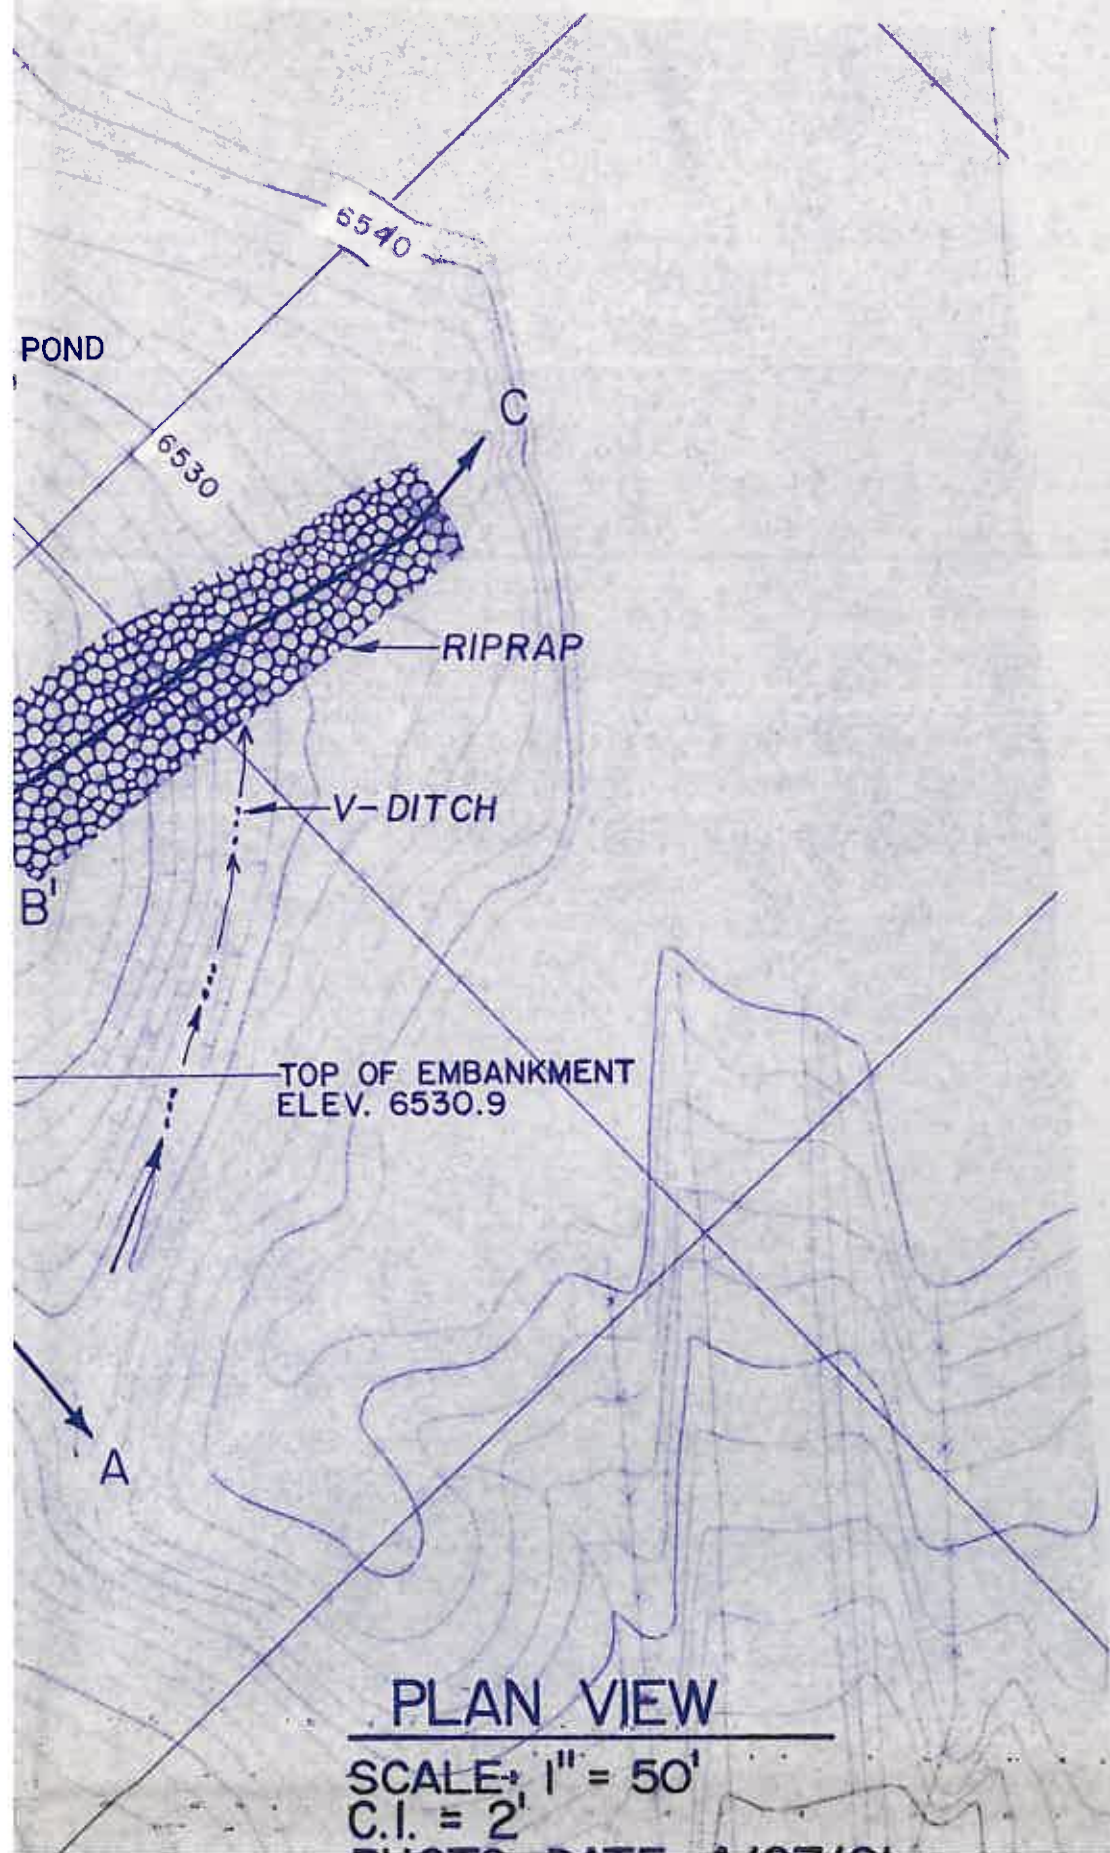 6540
POND
C
6530
RIPRAP
V-DITCH
B'
TOP OF EMBANKMENT
ELEV. 6530.9
A
PLAN VIEW
SCALE: 1" = 50'
C.I. = 2'